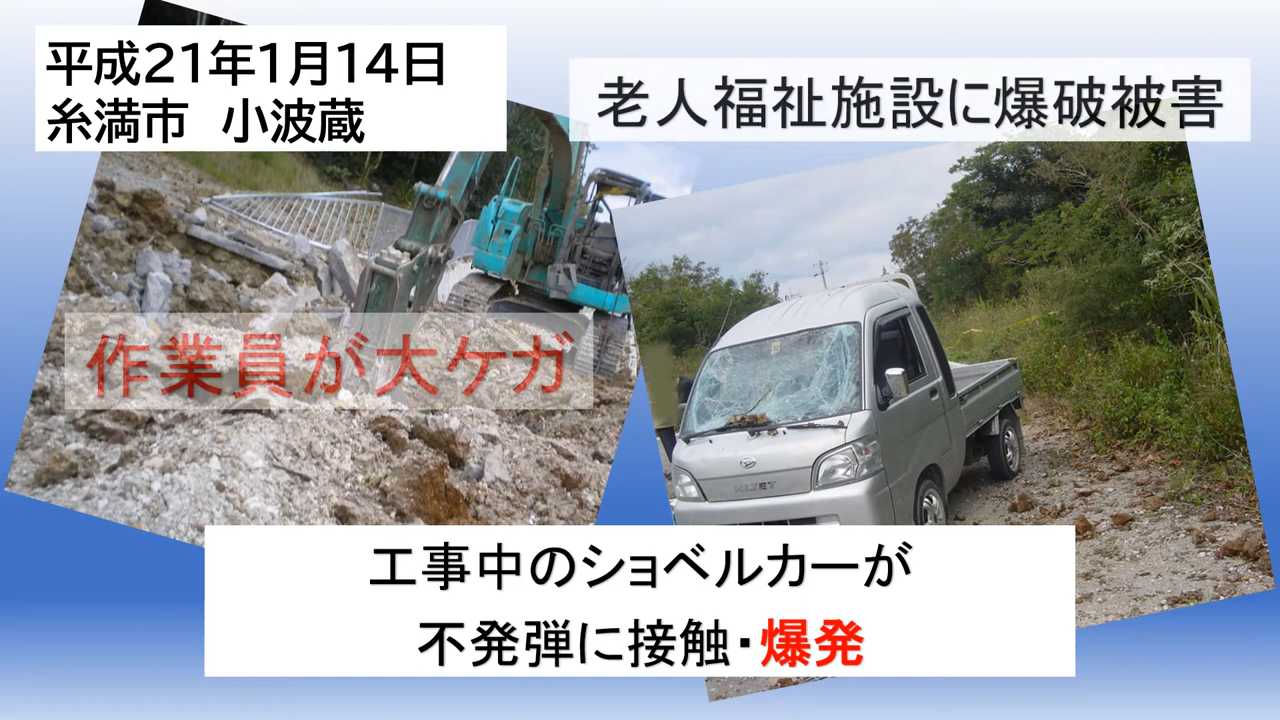 平成21年1月14日
糸満市　小波蔵
老人福祉施設に爆破被害
作業員が大ケガ
HIJET
工事中のショベルカーが
不発弾に接触・爆発